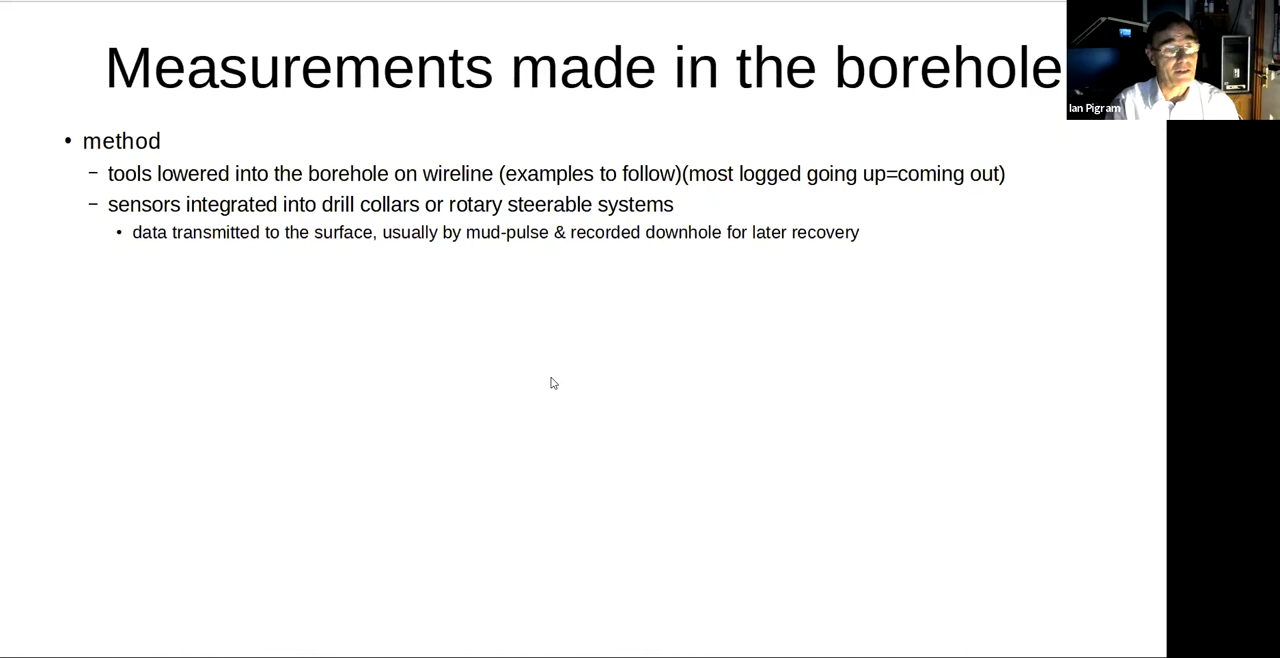 Measurements made in the borehole
Ian Pigram
• method
– tools lowered into the borehole on wireline (examples to follow)(most logged going up=coming out)
– sensors integrated into drill collars or rotary steerable systems
• data transmitted to the surface, usually by mud-pulse & recorded downhole for later recovery